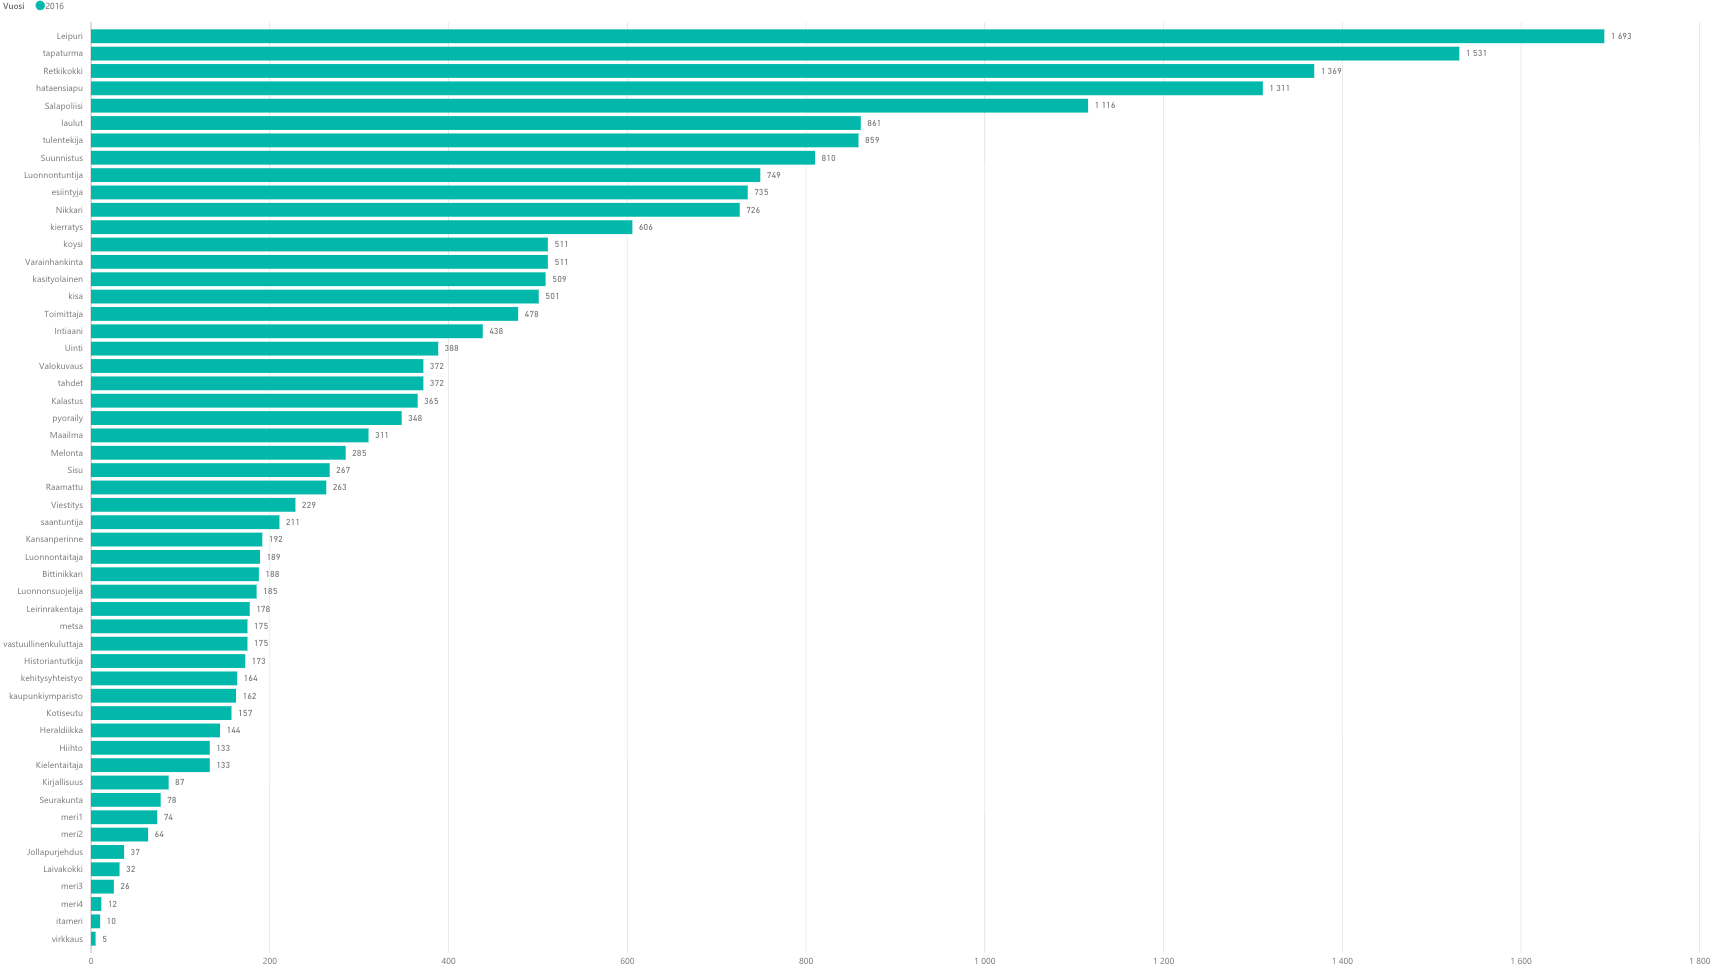 Vuosi 2016
Leipuri 1 693
tapaturma 1 531
Retkikokki 1 369
hataensiapu 1 311
Salapoliisi 1 116
laulut 861
tulentekija 859
Suunnistus 810
Luonnontuntija 749
esiintyja 735
Nikkari 726
kierratys 606
koysi 511
Varainhankinta 511
kasityolainen 509
kisa 501
Toimittaja 478
Intiaani 438
Uinti 388
Valokuvaus 372
tahdet 372
Kalastus 365
pyoraily 348
Maailma 311
Melonta 285
Sisu 267
Raamattu 263
Viestitys 229
saantuntija 211
Kansanperinne 192
Luonnontaitaja 189
Bittinikkari 188
Luonnonsuojelija 185
Leirinrakentaja 178
metsa 175
vastuullinenkuluttaja 175
Historiantutkija 173
kehitysyhteistyo 164
kaupunkiymparisto 162
Kotiseutu 157
Heraldiikka 144
Hiihto 133
Kielentaitaja 133
Kirjallisuus 87
Seurakunta 78
meri1 74
meri2 64
Jollapurjehdus 37
Laivakokki 32
meri3 26
meri4 12
itameri 10
virkkaus 5
0 200 400 600 800 1 000 1 200 1 400 1 600 1 800